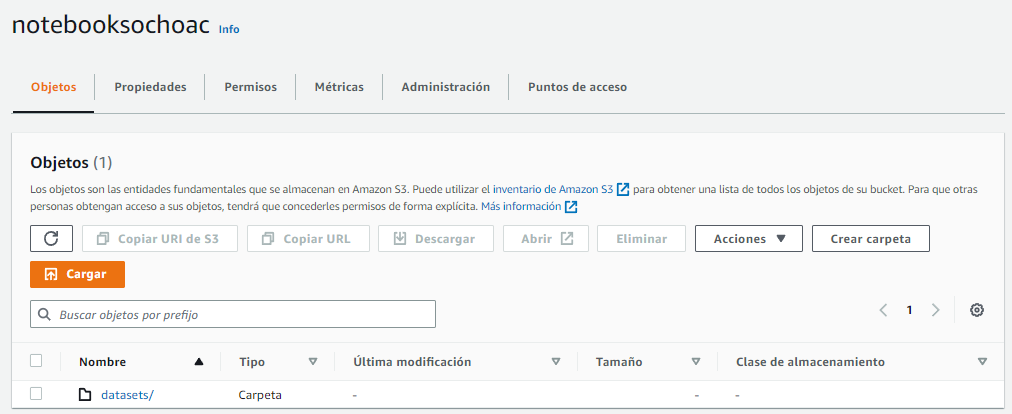 notebooksochoac Info
Objetos Propiedades Permisos Métricas Administración Puntos de acceso
Objetos (1)
Los objetos son las entidades fundamentales que se almacenan en Amazon S3. Puede utilizar el inventario de Amazon S3 para obtener una lista de todos los objetos de su bucket. Para que otras
personas obtengan acceso a sus objetos, tendrá que concederles permisos de forma explícita. Más información
Copiar URI de S3 Copiar URL Descargar Abrir Eliminar Acciones Crear carpeta
Cargar
Buscar objetos por prefijo 1
Nombre Tipo Última modificación Tamaño Clase de almacenamiento
datasets/ Carpeta - - -